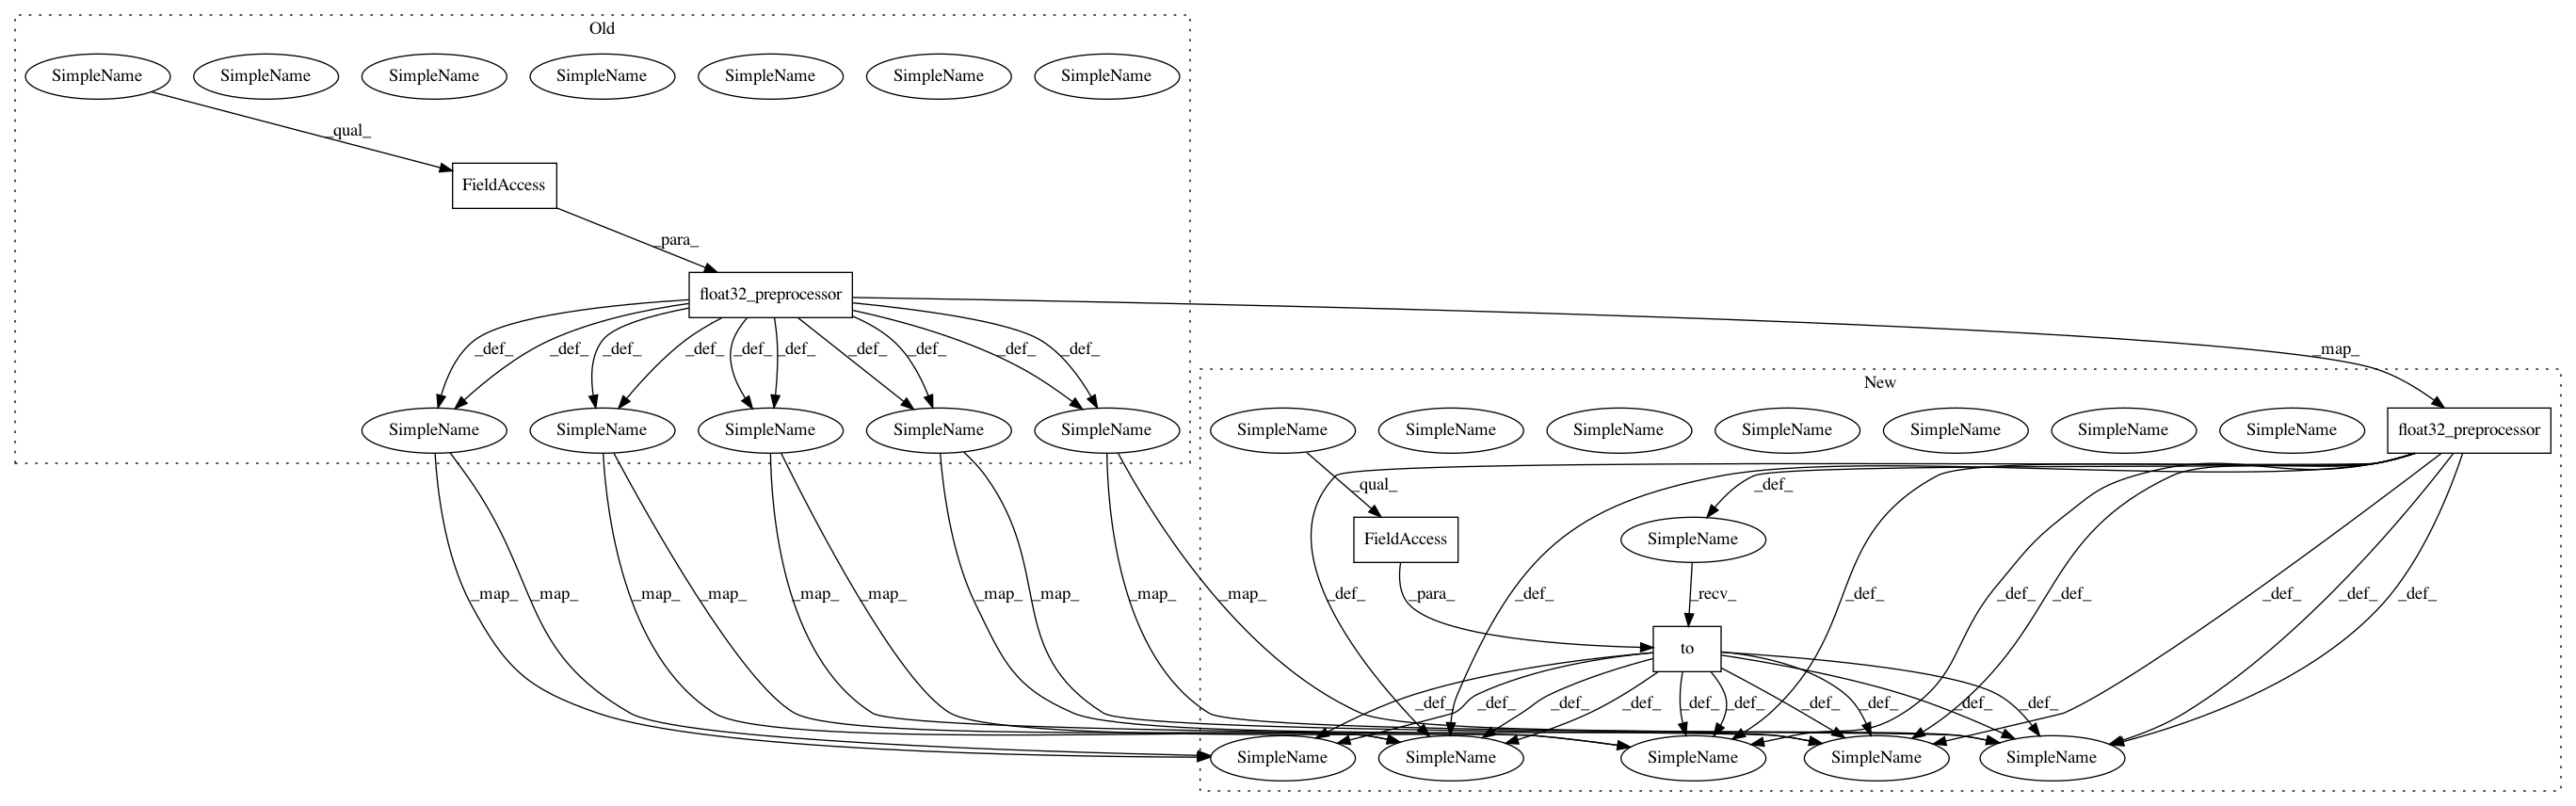 Old
SimpleName SimpleName SimpleName SimpleName SimpleName SimpleName SimpleName
_qual_
FieldAccess
_para_
float32_preprocessor
_def_ _def_ _def_ _def_ _def_ _def_ _def_ _def_ _def_ _def_ _map_
New
SimpleName SimpleName SimpleName SimpleName SimpleName
SimpleName SimpleName SimpleName SimpleName SimpleName SimpleName SimpleName float32_preprocessor
_qual_ _def_
FieldAccess SimpleName
_map_ _map_ _map_ _map_ _map_ _map_ _map_ _map_ _map_ _map_ _def_ _para_ _def_ _recv_ _def_ _def_ _def_ _def_ _def_ _def_
to
_def_ _def_ _def_ _def_ _def_ _def_ _def_ _def_ _def_ _def_
SimpleName SimpleName SimpleName SimpleName SimpleName